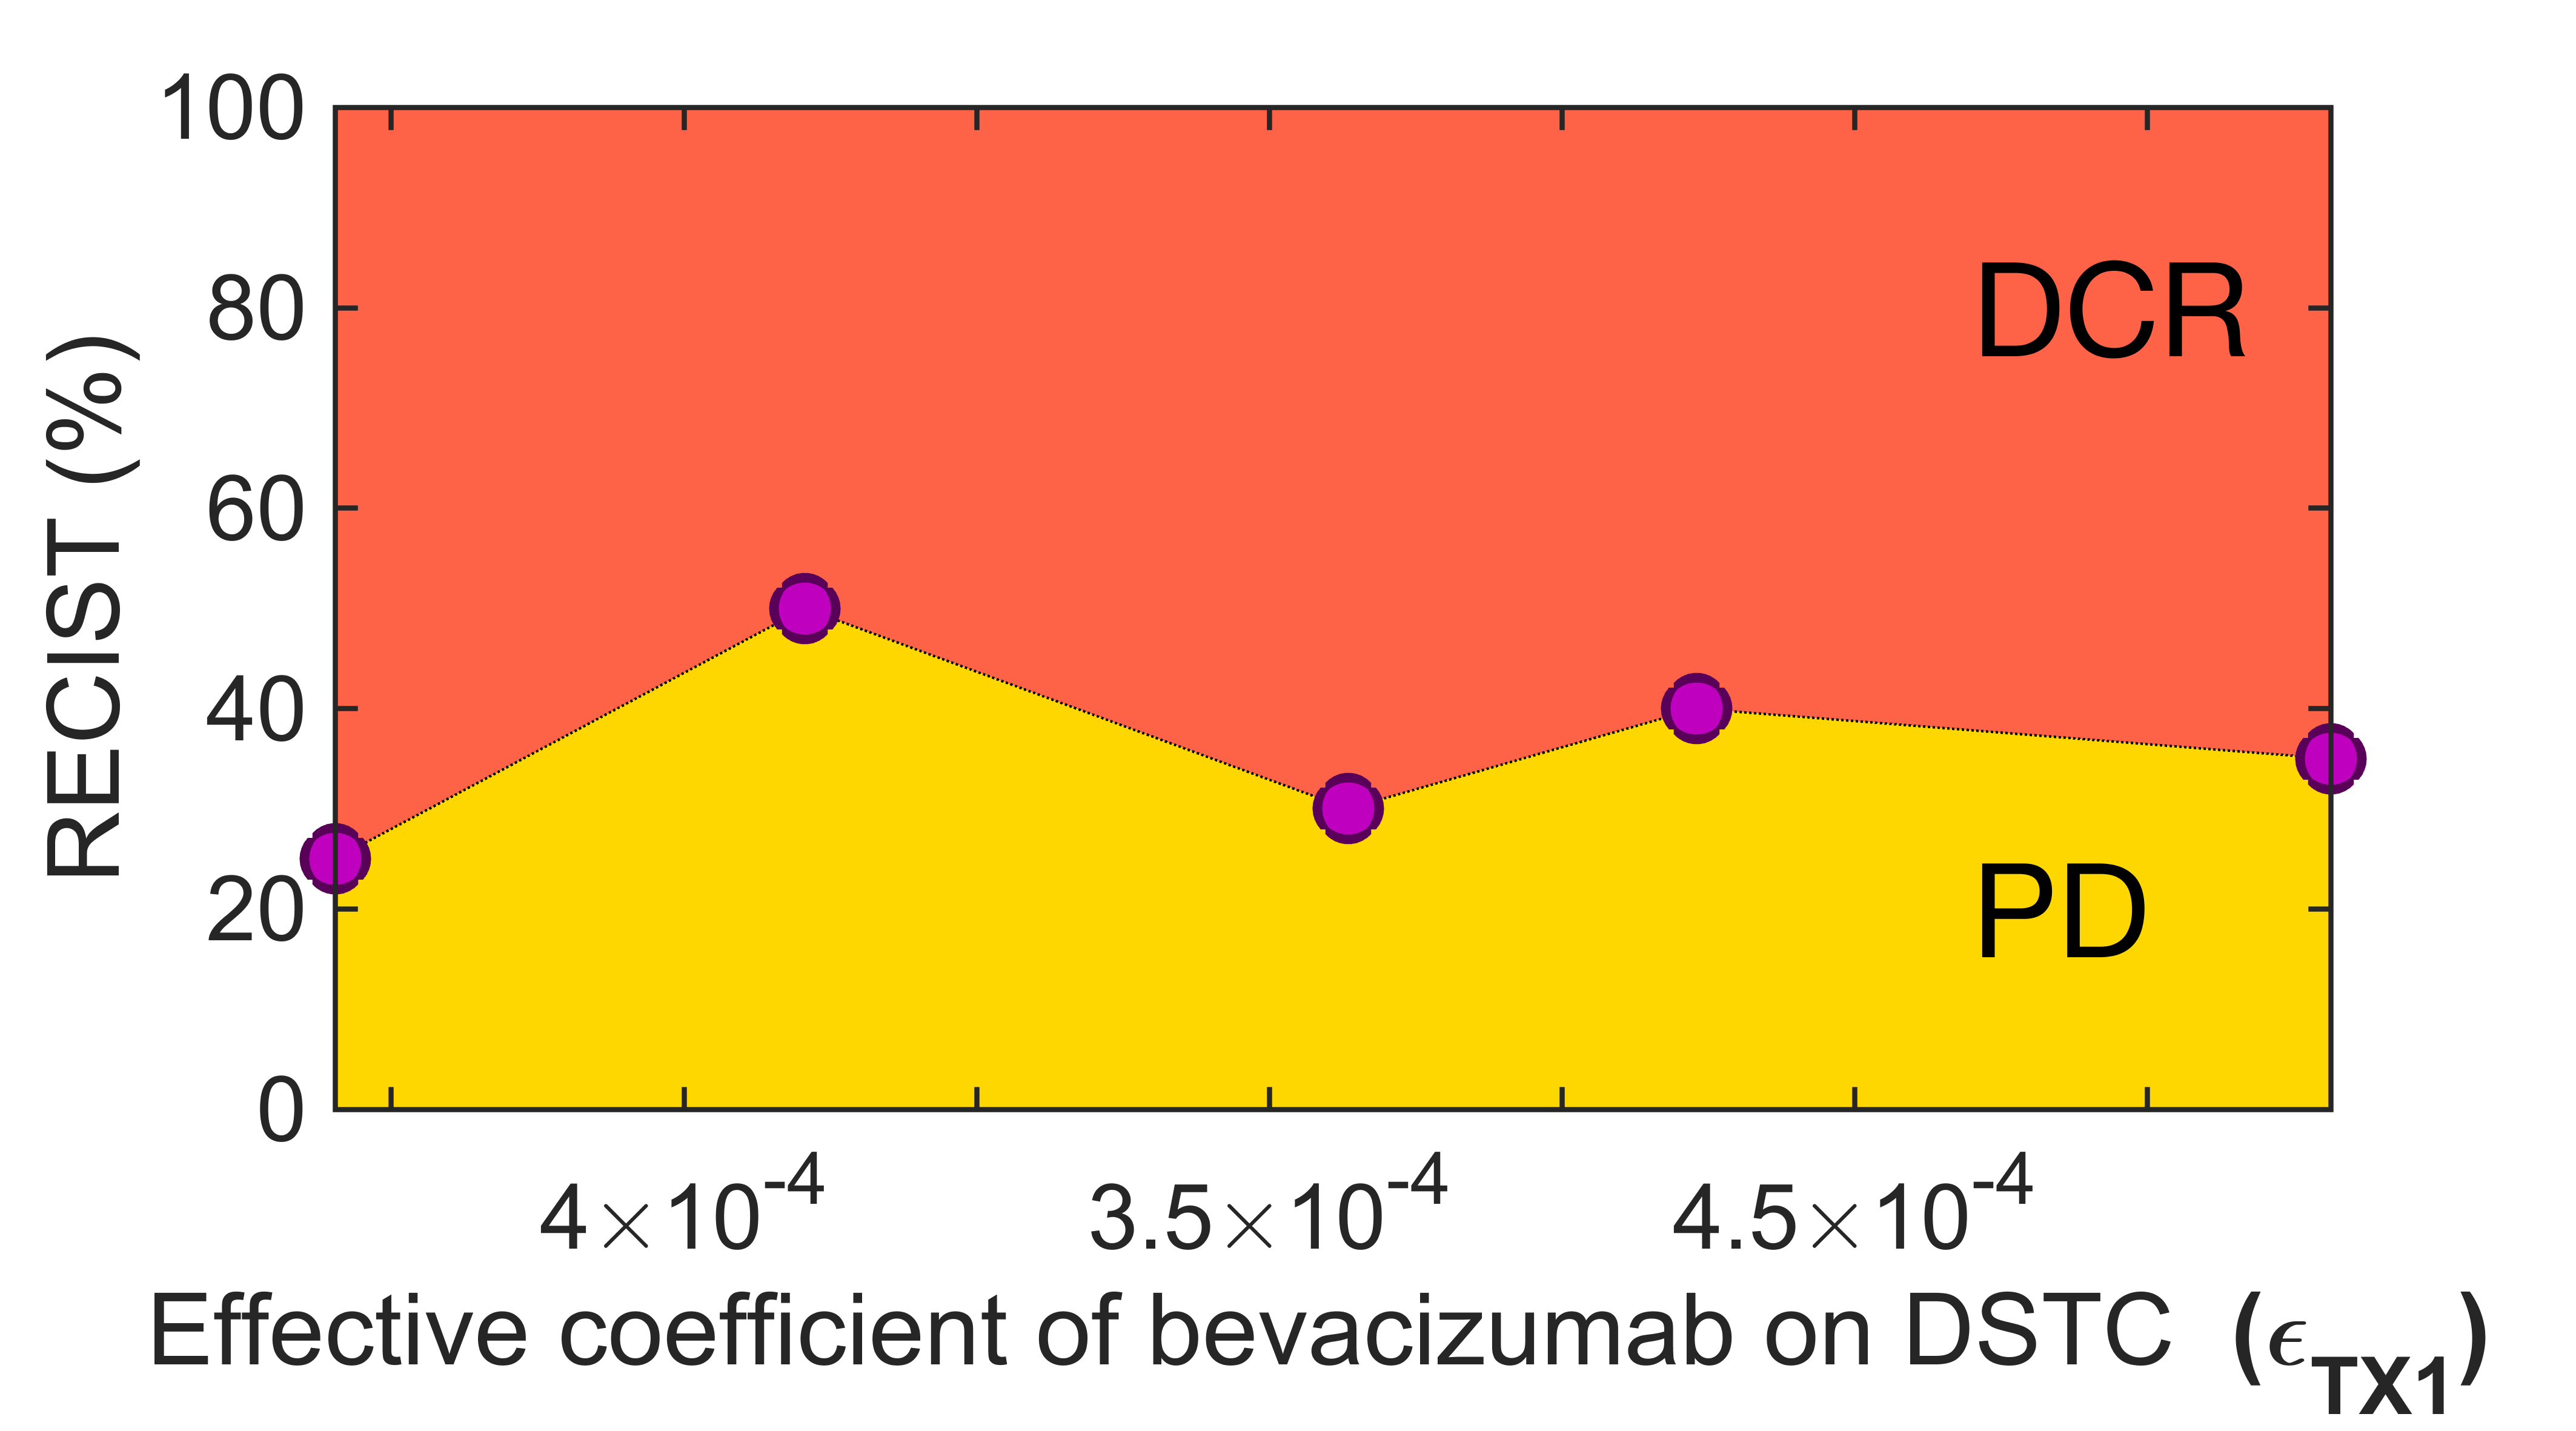 100
80
60
40
20
0
RECIST (%)
DCR
PD
4×10⁻⁴ 3.5×10⁻⁴ 4.5×10⁻⁴
Effective coefficient of bevacizumab on DSTC (ϵTX1)